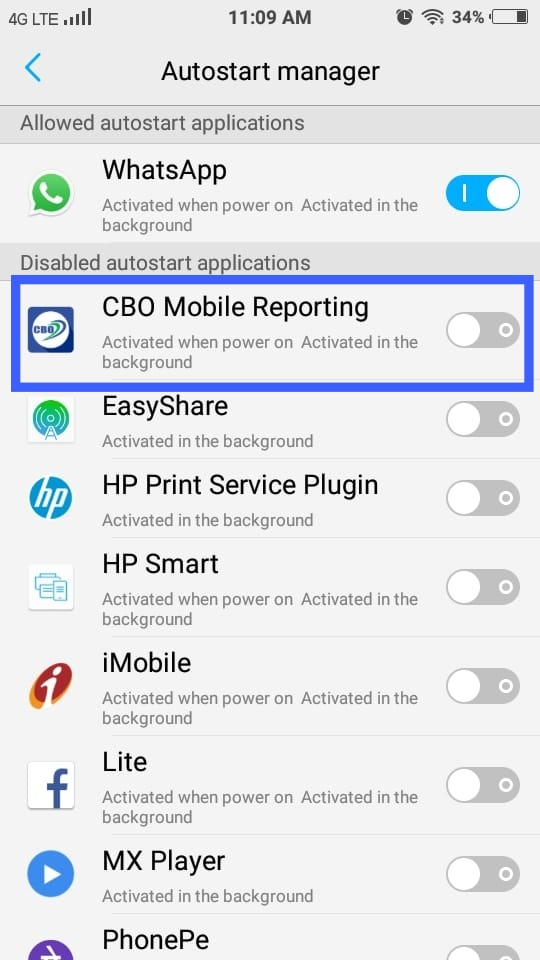 4G LTE 11:09 AM 34%
Autostart manager
Allowed autostart applications
WhatsApp
Activated when power on Activated in the
background
Disabled autostart applications
CBO
CBO Mobile Reporting
Activated when power on Activated in the
background
EasyShare
Activated in the background
hp
HP Print Service Plugin
Activated in the background
HP Smart
Activated when power on Activated in the
background
i
iMobile
Activated when power on Activated in the
background
f
Lite
Activated when power on Activated in the
background
MX Player
Activated in the background
PhonePe